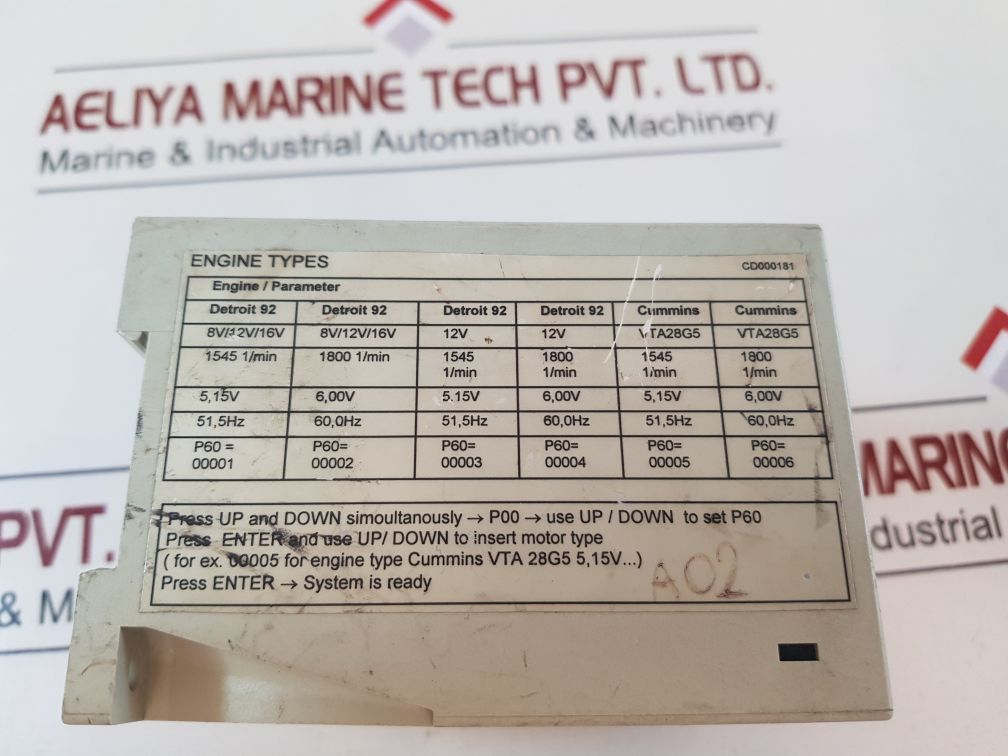 AELIYA MARINE TECH PVT. LTD.
Marine & Industrial Automation & Machinery
ENGINE TYPES
CD000181
Engine / Parameter
Detroit 92 Detroit 92 Detroit 92 Detroit 92 Cummins Cummins
8V/12V/16V 8V/12V/16V 12V 12V VTA28G5 VTA28G5
1545 1/min 1800 1/min 1545 1/min 1800 1/min 1545 1/min 1800 1/min
5,15V 6,00V 5.15V 6,00V 5,15V 6,00V
51,5Hz 60,0Hz 51,5Hz 60,0Hz 51,5Hz 60,0Hz
P60 = 00001 P60= 00002 P60= 00003 P60= 00004 P60= 00005 P60= 00006
Press UP and DOWN simoultanously → P00 → use UP / DOWN to set P60
Press ENTER and use UP/ DOWN to insert motor type
( for ex. 00005 for engine type Cummins VTA 28G5 5,15V...)
Press ENTER → System is ready
A02
PVT.
& M
MARIN
dustrial